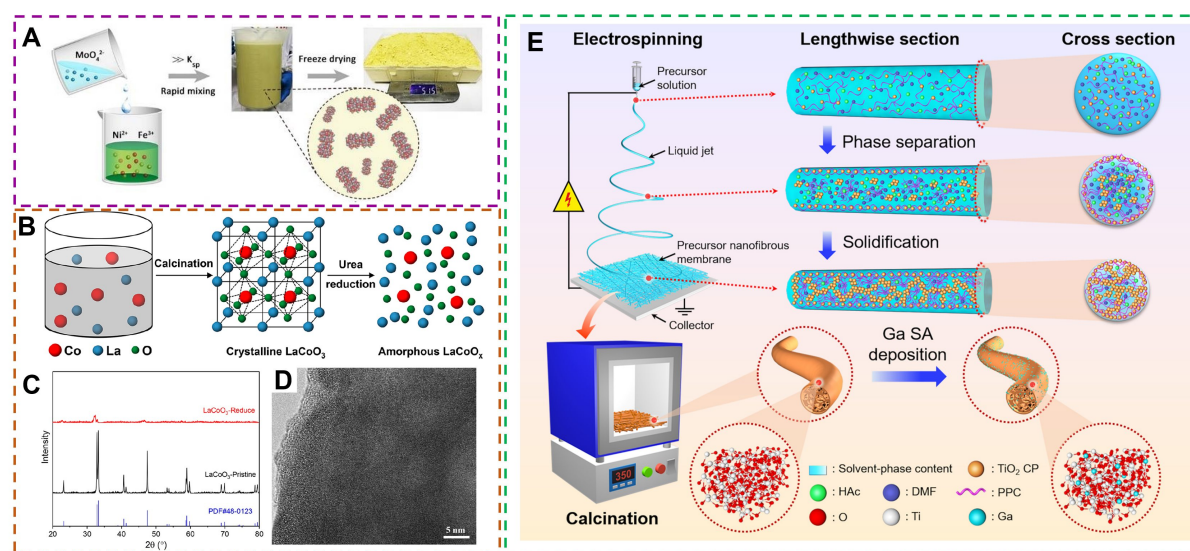 A
MoO₄²⁻
≫ Ksp
Rapid mixing
Freeze drying
Ni²⁺ Fe³⁺
515
B
Calcination
Urea
reduction
Co
La
O
Crystalline LaCoO₃
Amorphous LaCoOₓ
C
Intensity
LaCoO₃-Reduce
LaCoO₃-Pristine
PDF#48-0123
20 30 40 50 60 70 80
2θ (°)
D
5 nm
E
Electrospinning
Lengthwise section
Cross section
Precursor
solution
Phase separation
Liquid jet
Solidification
Precursor nanofibrous
membrane
Collector
Ga SA
deposition
350
Calcination
: Solvent-phase content
: TiO₂ CP
: HAc
: DMF
: PPC
: O
: Ti
: Ga